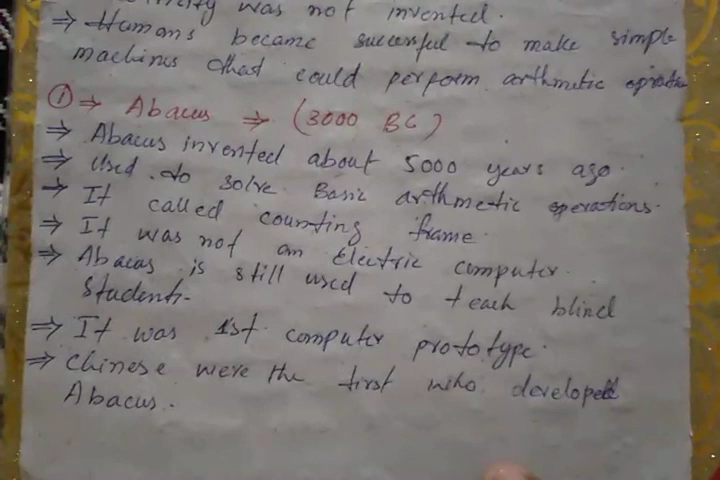 was not invented.
⇒ Humans became successful to make simple
machines that could perform arthmetic opration
① ⇒ Abacus ⇒ (3000 BC)
⇒ Abacus invented about 5000 years ago.
⇒ Used to solve Basic arthmetic operations.
⇒ It called counting frame.
⇒ It was not an Electric computer.
⇒ Abacus is still used to teach blind
students.
⇒ It was 1st computer prototype.
⇒ Chinese were the first who developed
Abacus.